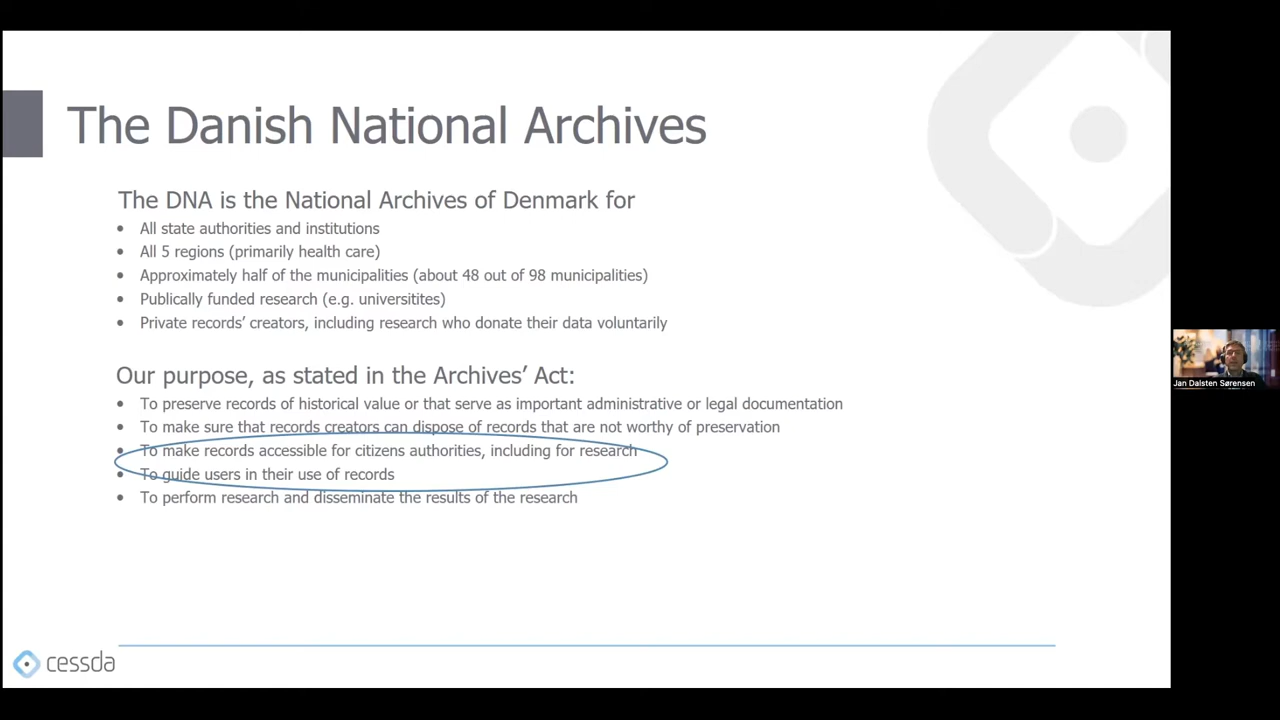 The Danish National Archives
The DNA is the National Archives of Denmark for
• All state authorities and institutions
• All 5 regions (primarily health care)
• Approximately half of the municipalities (about 48 out of 98 municipalities)
• Publically funded research (e.g. universitites)
• Private records’ creators, including research who donate their data voluntarily
Our purpose, as stated in the Archives’ Act:
• To preserve records of historical value or that serve as important administrative or legal documentation
• To make sure that records creators can dispose of records that are not worthy of preservation
• To make records accessible for citizens authorities, including for research
• To guide users in their use of records
• To perform research and disseminate the results of the research
cessda
Jan Dalsten Sørensen